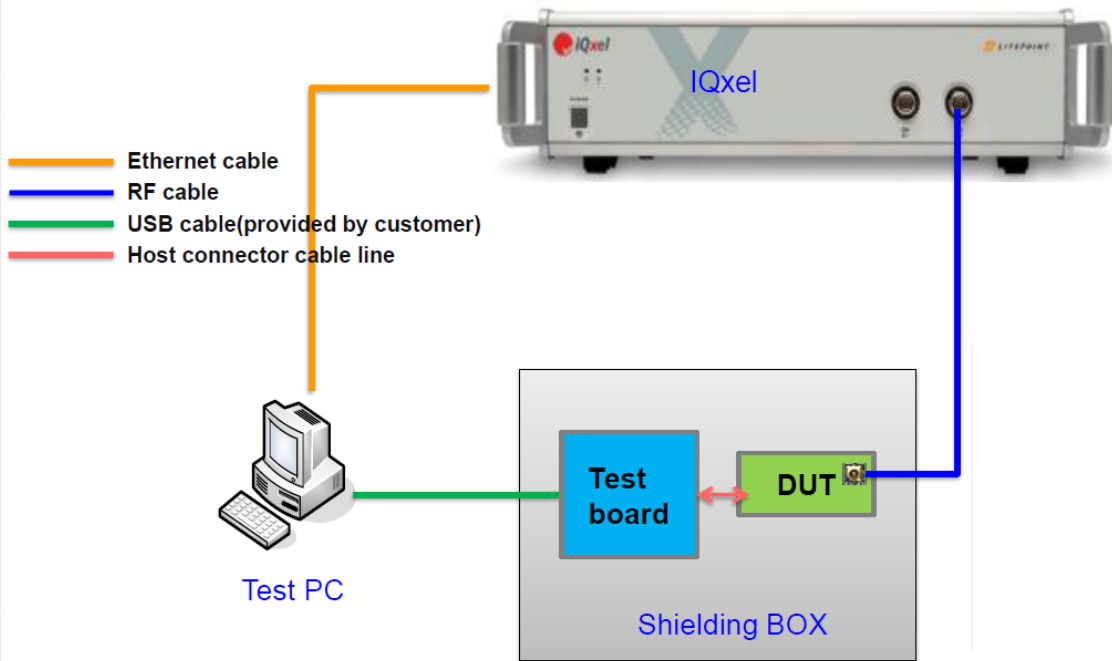 IQxel
LITEPOINT
IQxel
Ethernet cable
RF cable
USB cable(provided by customer)
Host connector cable line
Test
board
DUT
Test PC
Shielding BOX